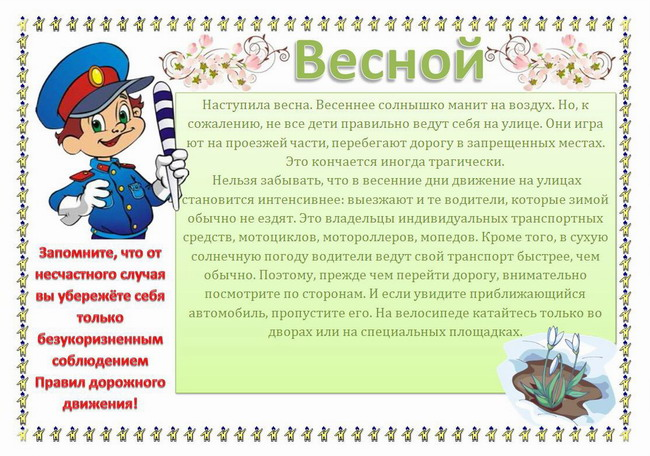 Весной
Наступила весна. Весеннее солнышко манит на воздух. Но, к
сожалению, не все дети правильно ведут себя на улице. Они игра
ют на проезжей части, перебегают дорогу в запрещенных местах.
Это кончается иногда трагически.
Нельзя забывать, что в весенние дни движение на улицах
становится интенсивнее: выезжают и те водители, которые зимой
обычно не ездят. Это владельцы индивидуальных транспортных
средств, мотоциклов, мотороллеров, мопедов. Кроме того, в сухую
солнечную погоду водители ведут свой транспорт быстрее, чем
обычно. Поэтому, прежде чем перейти дорогу, внимательно
посмотрите по сторонам. И если увидите приближающийся
автомобиль, пропустите его. На велосипеде катайтесь только во
дворах или на специальных площадках.
Запомните, что от
несчастного случая
вы убережёте себя
только
безукоризненным
соблюдением
Правил дорожного
движения!